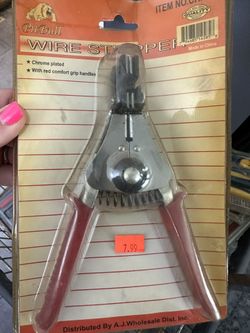 Pit Bull
ITEM NO.
WIRE STRIPPER
Made in China
• Chrome plated
• With red comfort grip handles
7.99
Distributed By A.J. Wholesale Dist. Inc.